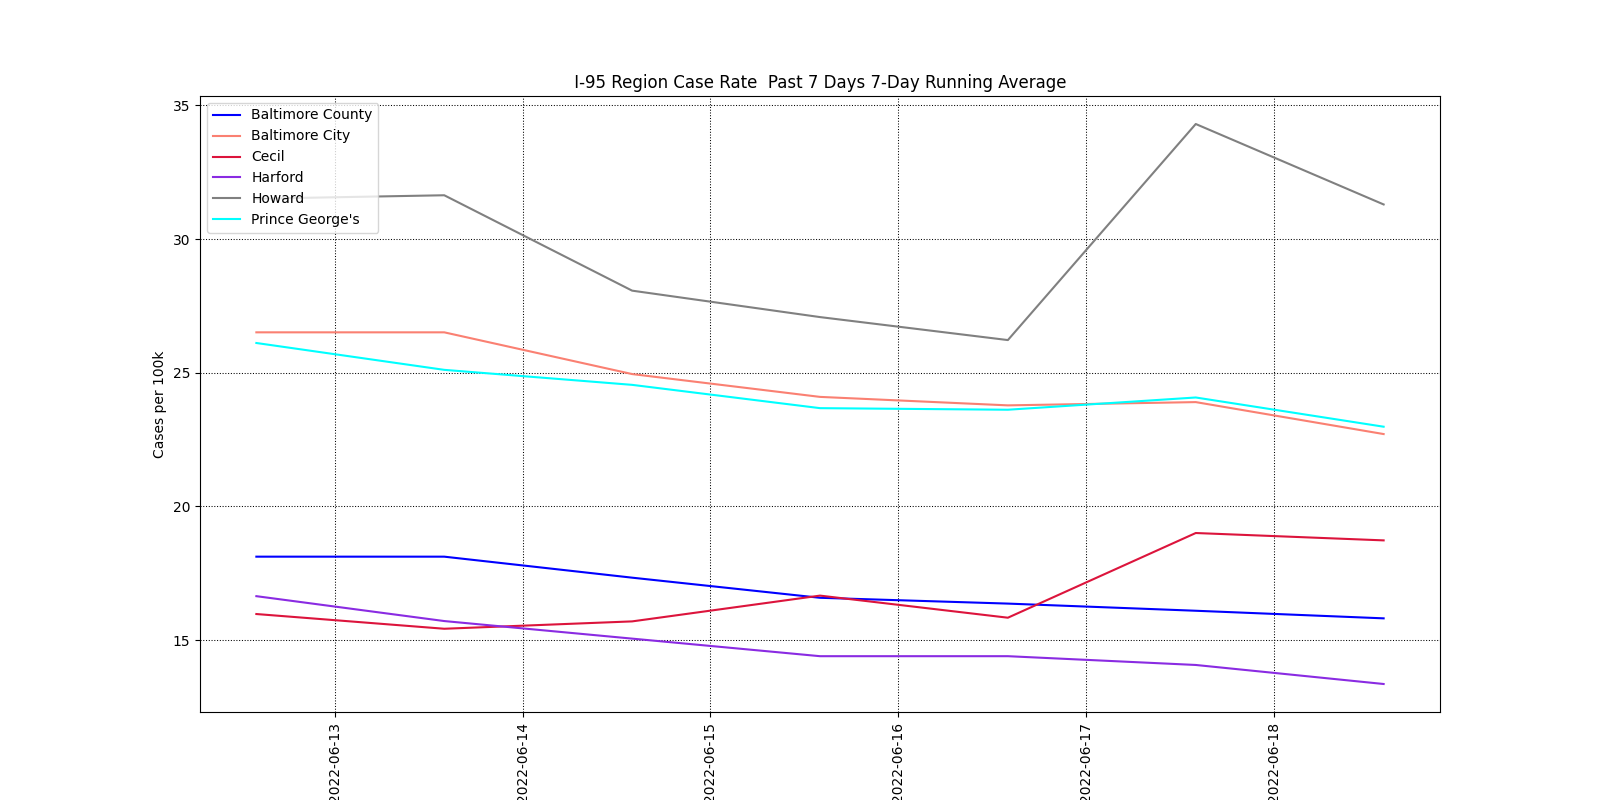 I-95 Region Case Rate  Past 7 Days 7-Day Running Average
35
30
25
20
15
Cases per 100k
Baltimore County
Baltimore City
Cecil
Harford
Howard
Prince George's
2022-06-13
2022-06-14
2022-06-15
2022-06-16
2022-06-17
2022-06-18